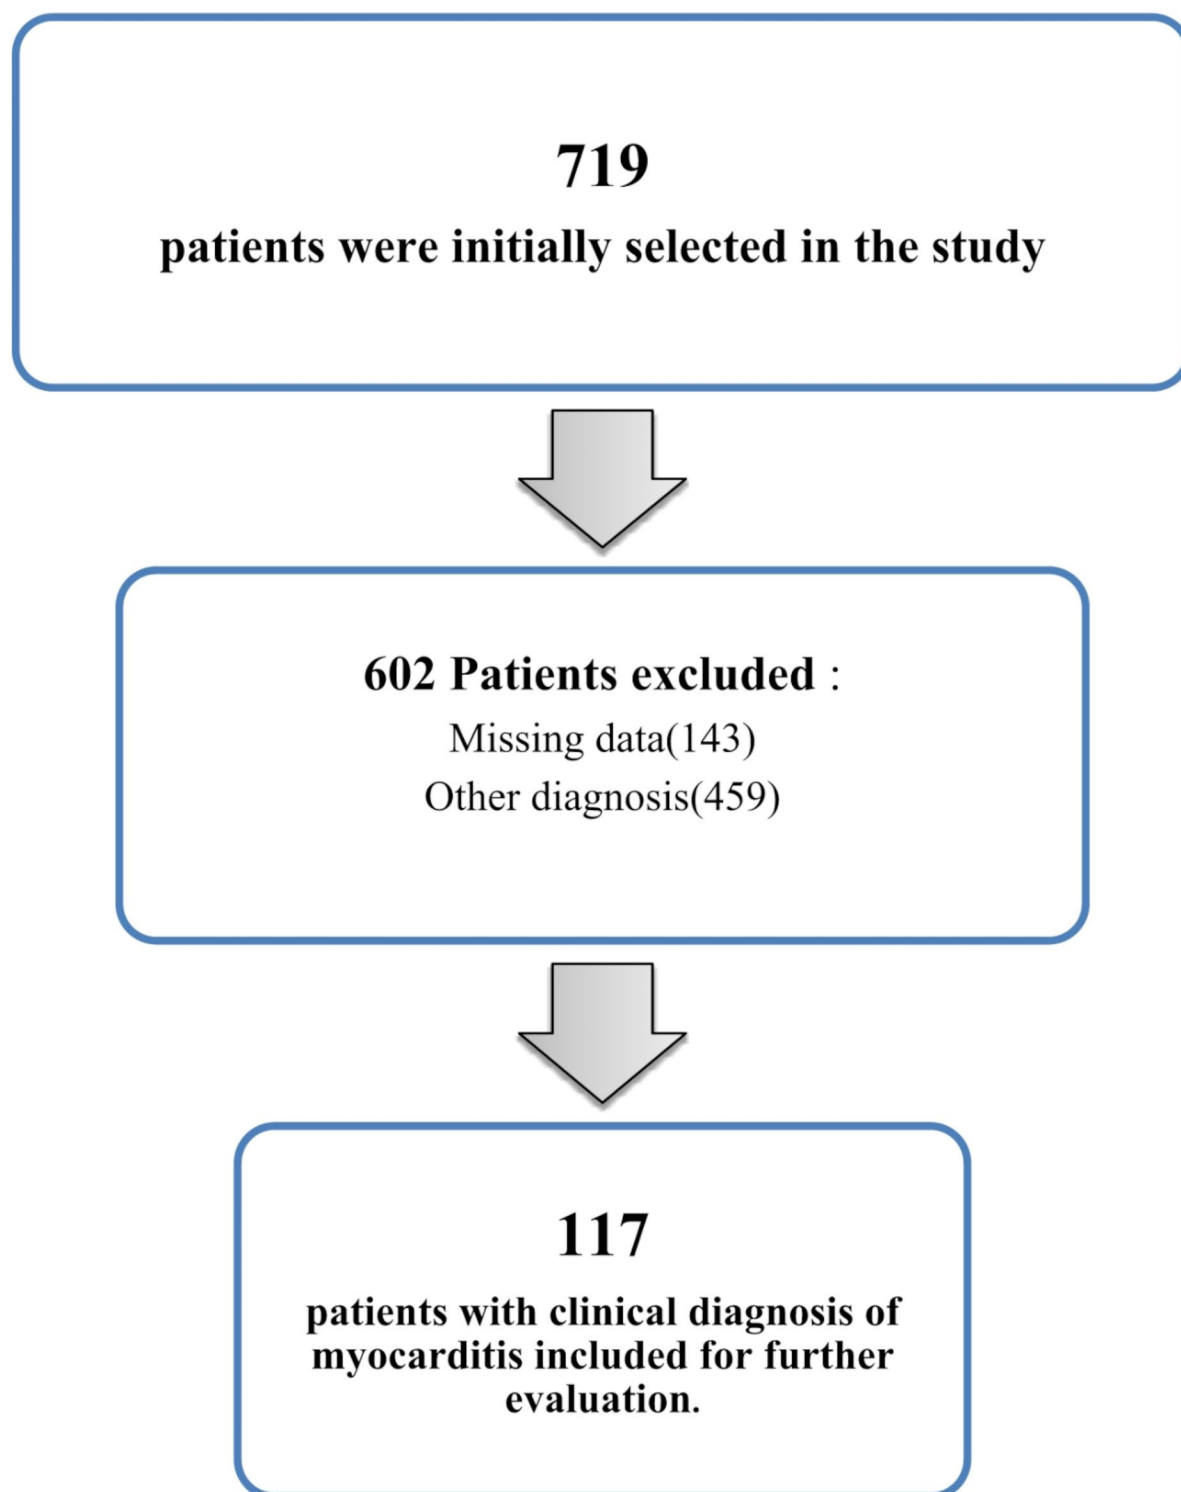 719
patients were initially selected in the study
602 Patients excluded :
Missing data(143)
Other diagnosis(459)
117
patients with clinical diagnosis of
myocarditis included for further
evaluation.